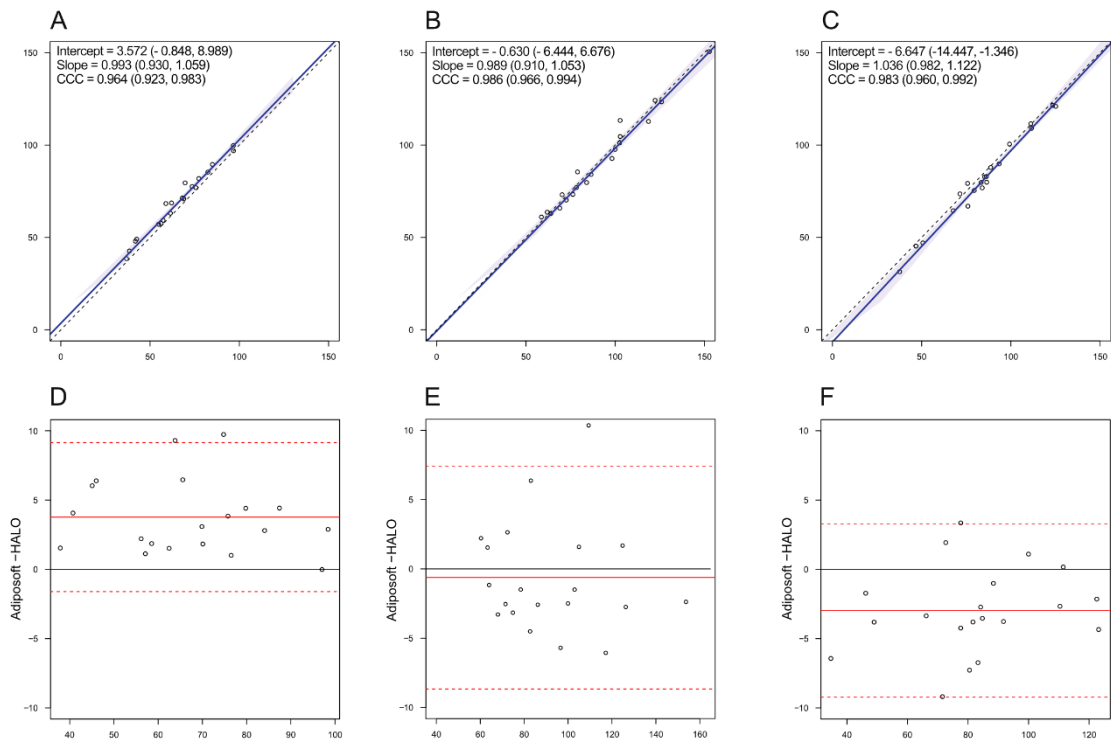 A
Intercept = 3.572 (- 0.848, 8.989)
Slope = 0.993 (0.930, 1.059)
CCC = 0.964 (0.923, 0.983)
150
100
50
0
0 50 100 150
B
Intercept = - 0.630 (- 6.444, 6.676)
Slope = 0.989 (0.910, 1.053)
CCC = 0.986 (0.966, 0.994)
150
100
50
0
0 50 100 150
C
Intercept = - 6.647 (-14.447, -1.346)
Slope = 1.036 (0.982, 1.122)
CCC = 0.983 (0.960, 0.992)
150
100
50
0
0 50 100 150
D
Adiposoft −HALO
10
5
0
−5
−10
40 50 60 70 80 90 100
E
Adiposoft −HALO
10
5
0
−5
−10
40 60 80 100 120 140 160
F
Adiposoft −HALO
10
5
0
−5
−10
40 60 80 100 120